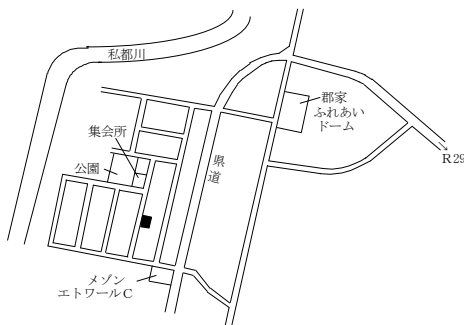 私都川
郡家
ふれあい
ドーム
R29
集会所
県道
公園
メゾン
エトワールC